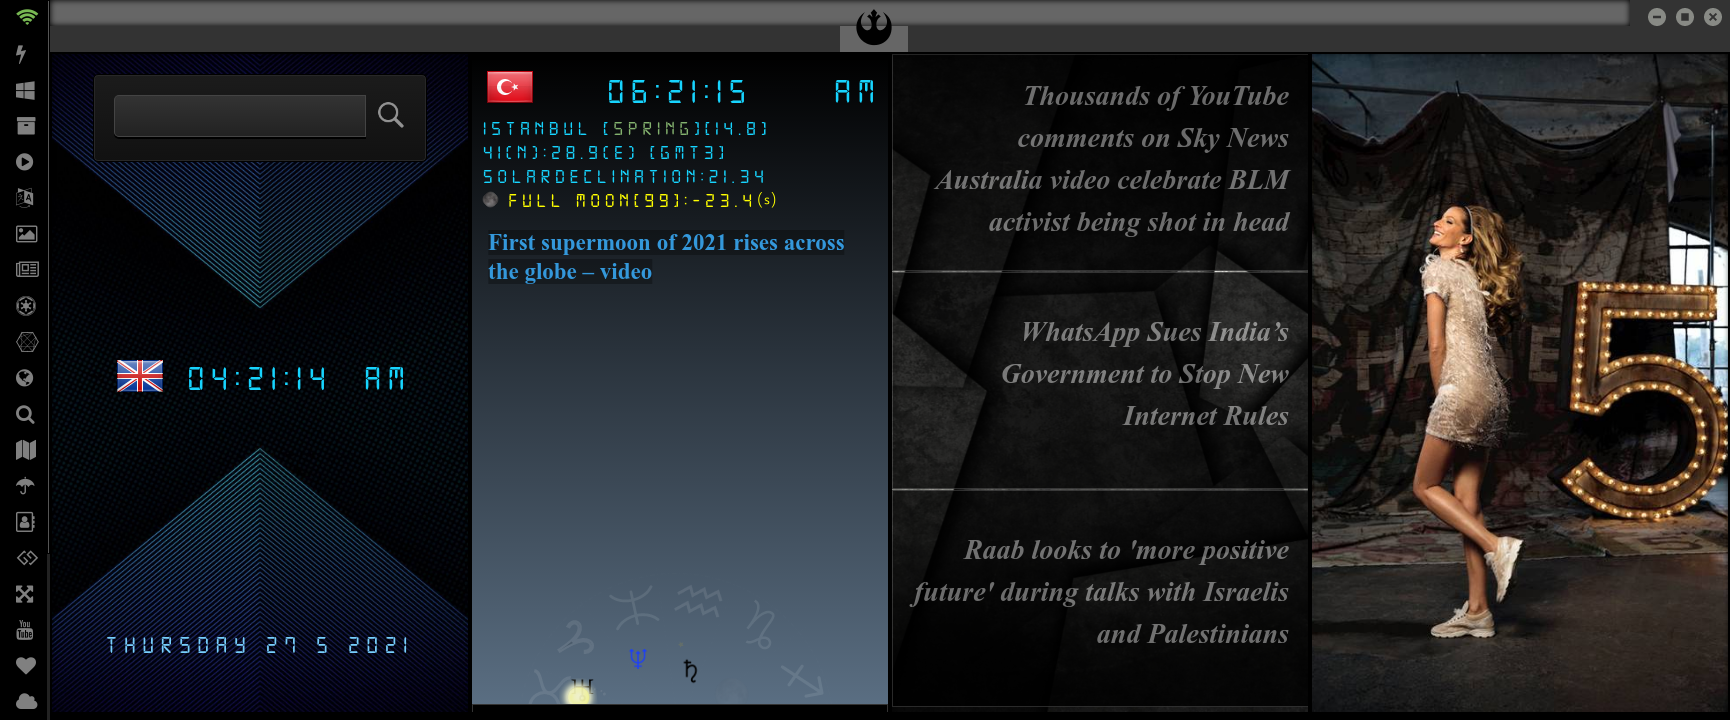 04:21:14 AM
THURSDAY 27 5 2021
06:21:15 AM
ISTANBUL [SPRING][14.8]
41(N):28.9(E) [GMT3]
SOLARDECLINATION:21.34
FULL MOON[99]:-23.4(s)
First supermoon of 2021 rises across
the globe – video
Thousands of YouTube
comments on Sky News
Australia video celebrate BLM
activist being shot in head
WhatsApp Sues India’s
Government to Stop New
Internet Rules
Raab looks to 'more positive
future' during talks with Israelis
and Palestinians
5
You
Tube